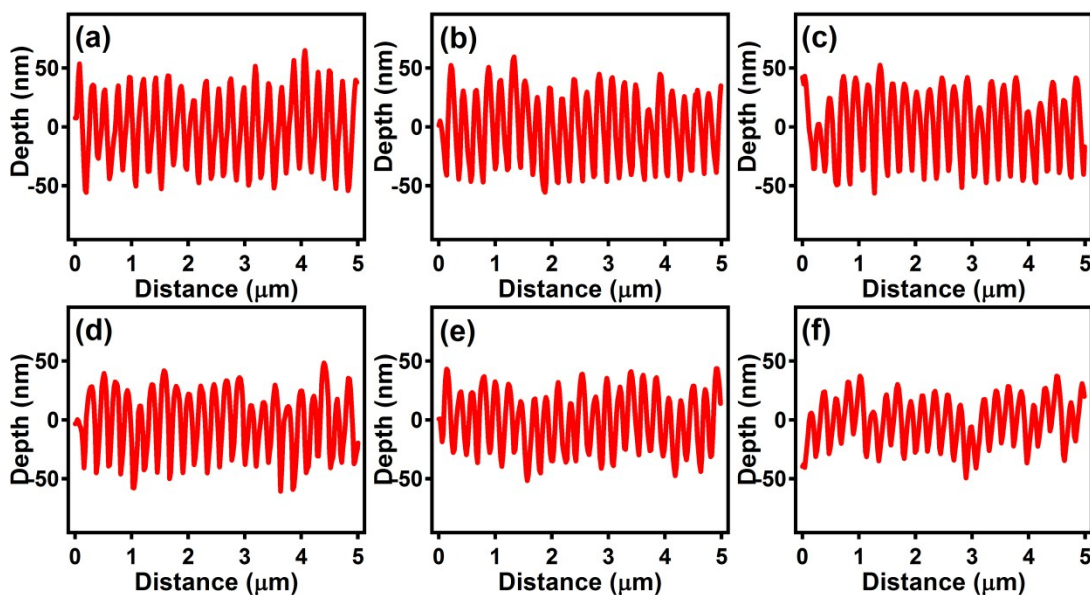 (a)
Depth (nm)
50
0
-50
0 1 2 3 4 5
Distance (μm)
(b)
Depth (nm)
50
0
-50
0 1 2 3 4 5
Distance (μm)
(c)
Depth (nm)
50
0
-50
0 1 2 3 4 5
Distance (μm)
(d)
Depth (nm)
50
0
-50
0 1 2 3 4 5
Distance (μm)
(e)
Depth (nm)
50
0
-50
0 1 2 3 4 5
Distance (μm)
(f)
Depth (nm)
50
0
-50
0 1 2 3 4 5
Distance (μm)